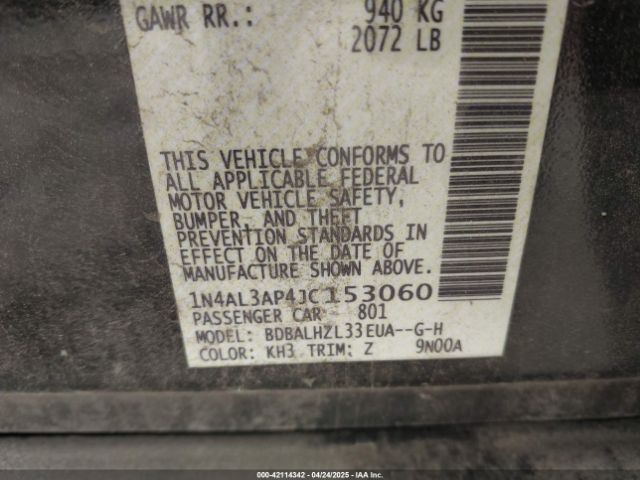 GAWR RR.: 940 KG
2072 LB
THIS VEHICLE CONFORMS TO
ALL APPLICABLE FEDERAL
MOTOR VEHICLE SAFETY,
BUMPER, AND THEFT
PREVENTION STANDARDS IN
EFFECT ON THE DATE OF
MANUFACTURE SHOWN ABOVE.
1N4AL3AP4JC153060
PASSENGER CAR 801
MODEL: BDBALHZL33EUA--G-H
COLOR: KH3 TRIM: Z 9N00A
000-42114342 - 04/24/2025 - IAA Inc.